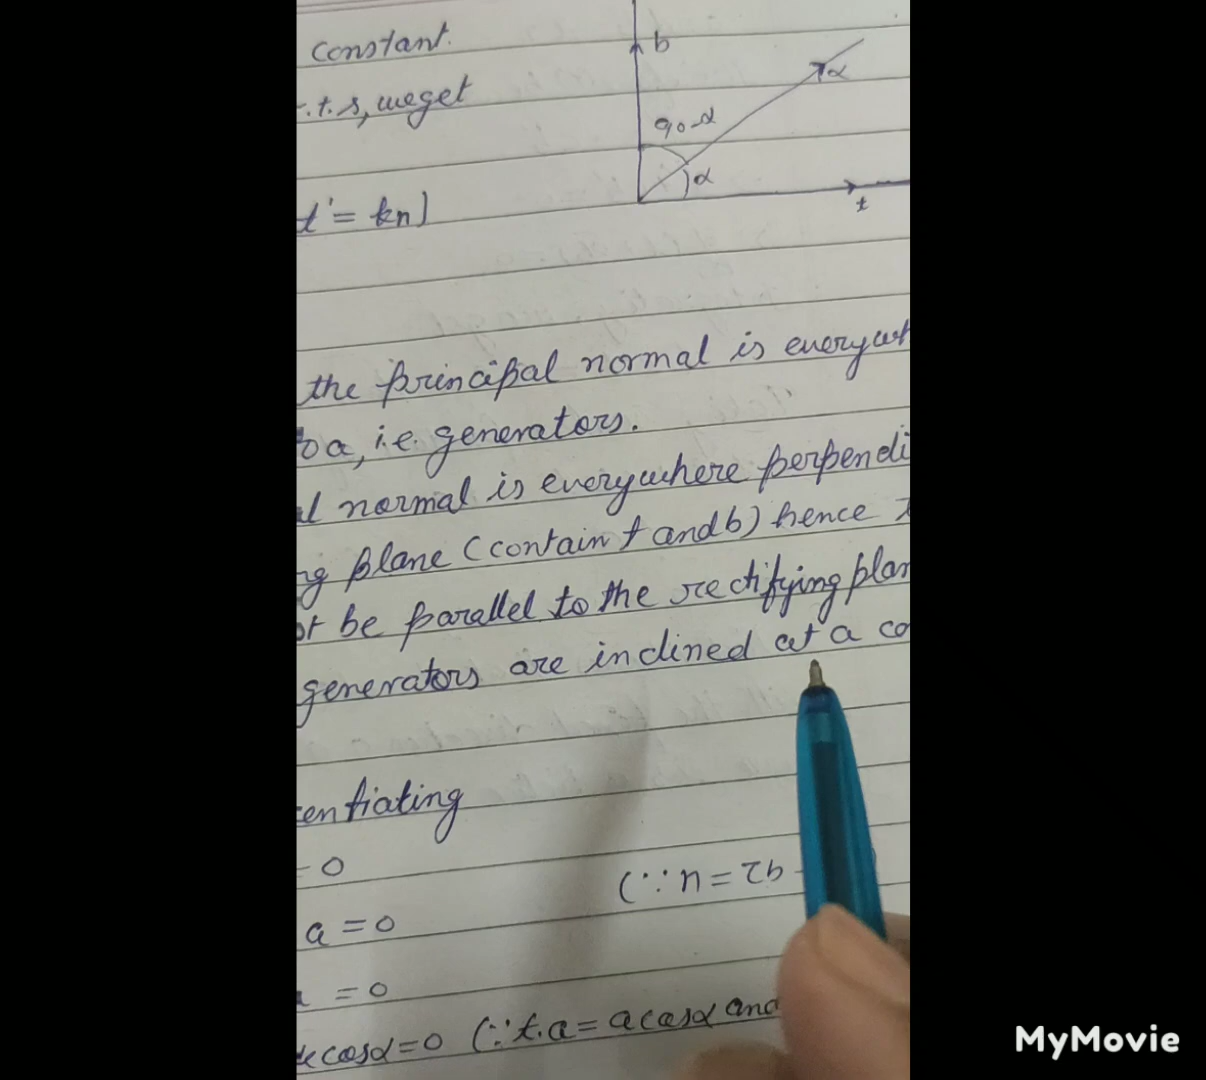 constant.
b
α
.t.s, we get
90-α
α
t' = kn)
t
the principal normal is everywh
to a, i.e. generators.
al normal is everywhere perpendi
ng plane (contain t and b) hence
be parallel to the rectifying plan
generators are inclined at a co
entiating
= 0
(∵ n = τb -
a = 0
= 0
k cosα = 0 (∵ t.a = a cosα and
MyMovie